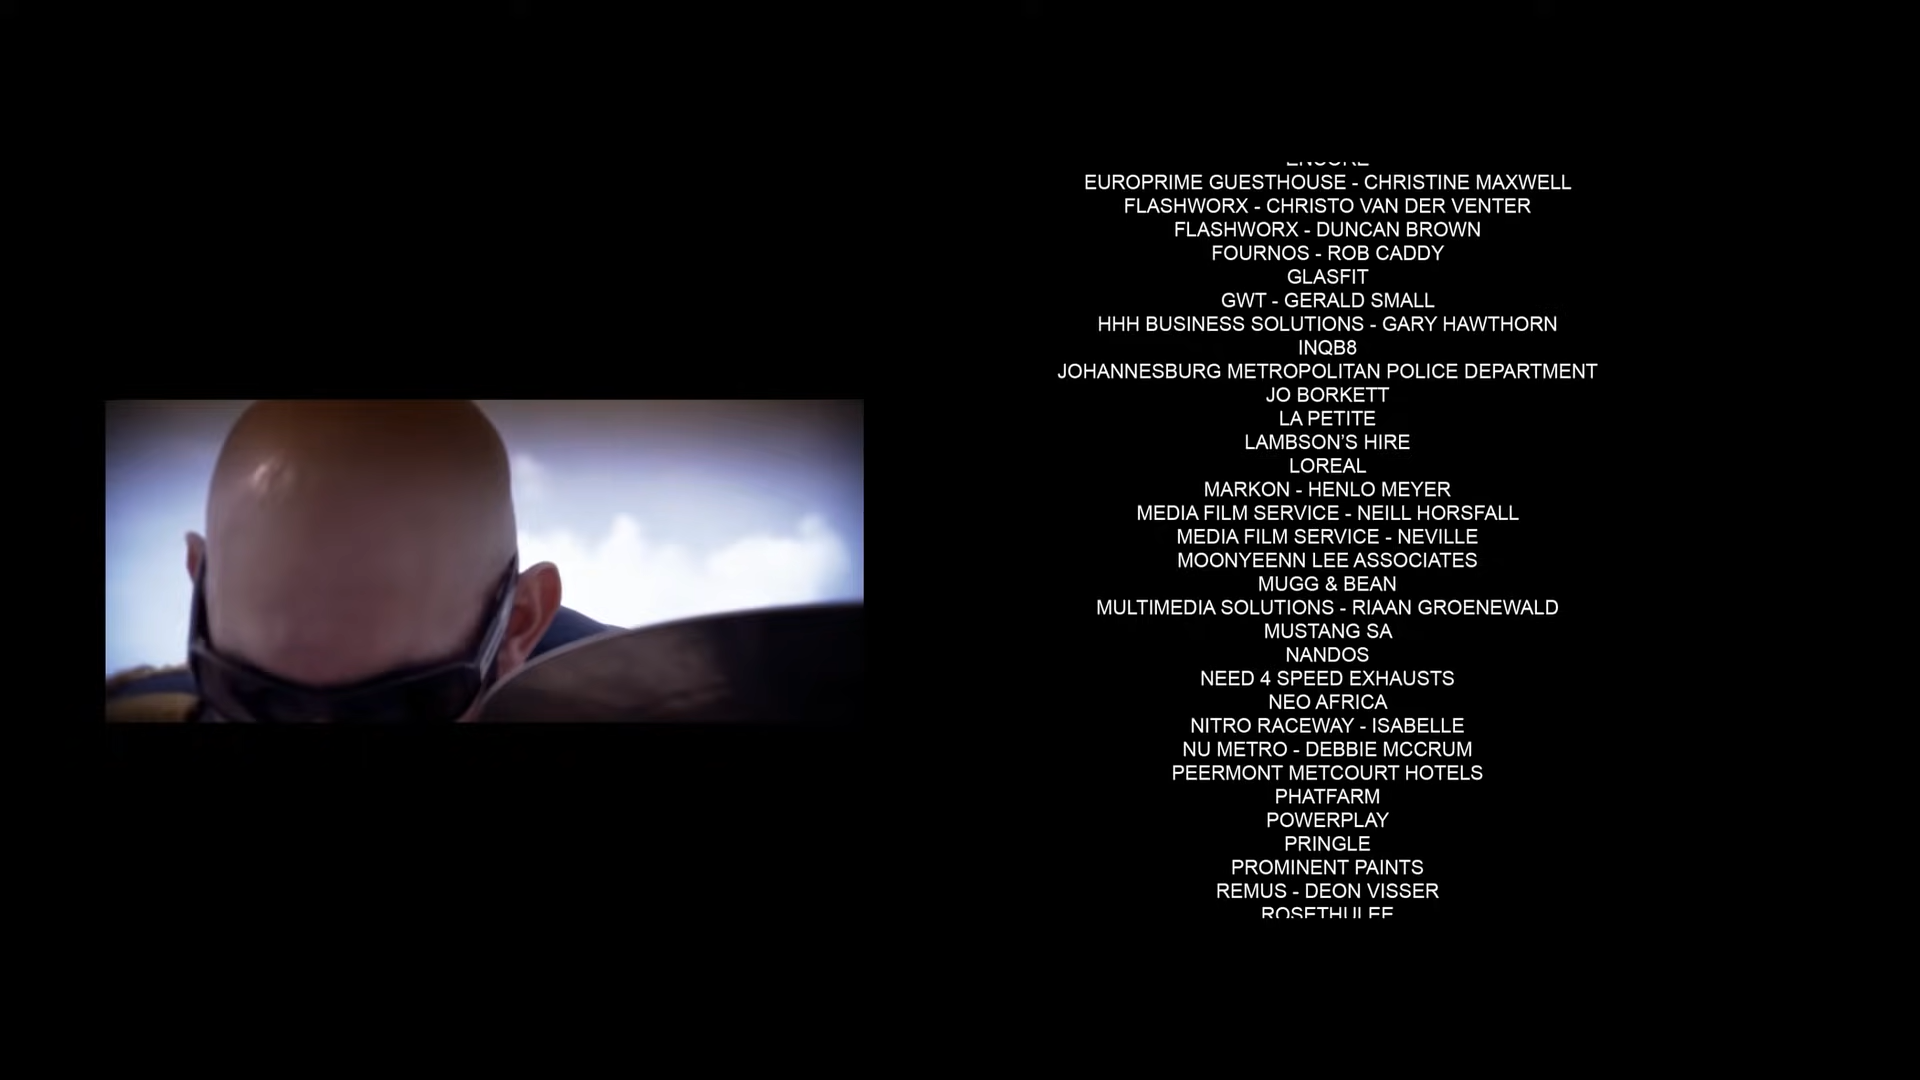 ENCORE
EUROPRIME GUESTHOUSE - CHRISTINE MAXWELL
FLASHWORX - CHRISTO VAN DER VENTER
FLASHWORX - DUNCAN BROWN
FOURNOS - ROB CADDY
GLASFIT
GWT - GERALD SMALL
HHH BUSINESS SOLUTIONS - GARY HAWTHORN
INQB8
JOHANNESBURG METROPOLITAN POLICE DEPARTMENT
JO BORKETT
LA PETITE
LAMBSON'S HIRE
LOREAL
MARKON - HENLO MEYER
MEDIA FILM SERVICE - NEILL HORSFALL
MEDIA FILM SERVICE - NEVILLE
MOONYEENN LEE ASSOCIATES
MUGG & BEAN
MULTIMEDIA SOLUTIONS - RIAAN GROENEWALD
MUSTANG SA
NANDOS
NEED 4 SPEED EXHAUSTS
NEO AFRICA
NITRO RACEWAY - ISABELLE
NU METRO - DEBBIE MCCRUM
PEERMONT METCOURT HOTELS
PHATFARM
POWERPLAY
PRINGLE
PROMINENT PAINTS
REMUS - DEON VISSER